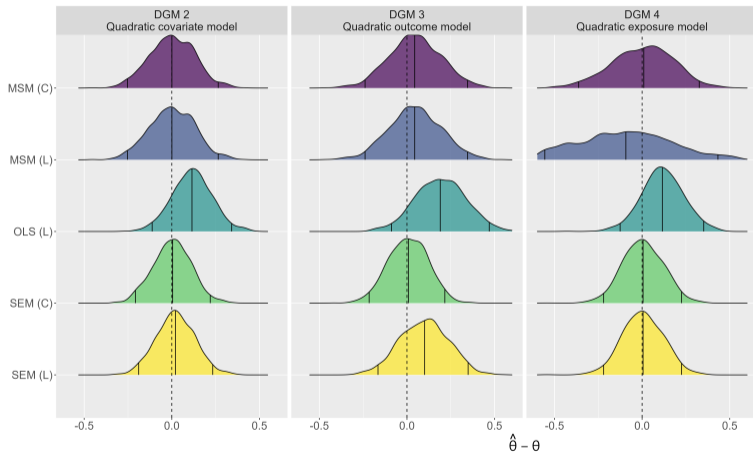 DGM 2
Quadratic covariate model
DGM 3
Quadratic outcome model
DGM 4
Quadratic exposure model
MSM (C)
MSM (L)
OLS (L)
SEM (C)
SEM (L)
-0.5 0.0 0.5
-0.5 0.0 0.5
-0.5 0.0 0.5
θ̂ − θ